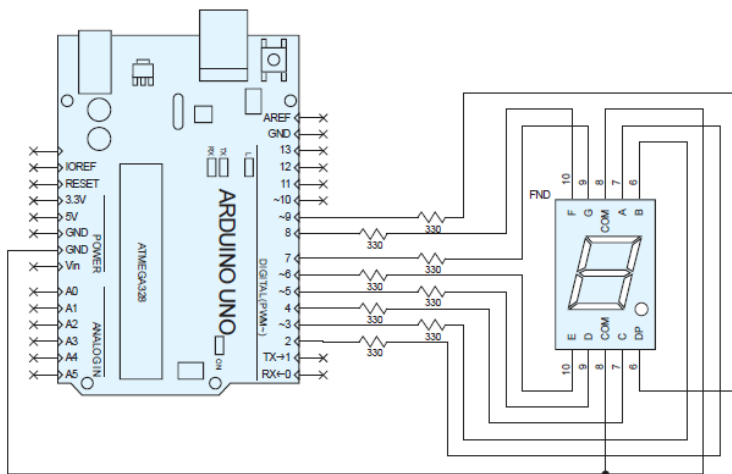 AREF
GND
13
12
11
~10
~9
8
7
~6
~5
4
~3
2
TX→1
RX←0
IOREF
RESET
3.3V
5V
GND
GND
Vin
A0
A1
A2
A3
A4
A5
POWER
ANALOG IN
ATMEGA328
RX
TX
L
ARDUINO UNO
DIGITAL(PWM~)
ON
330
330
330
330
330
330
330
330
FND
10 9 8 7 6
F G COM A B
E D COM C DP
10 9 8 7 6